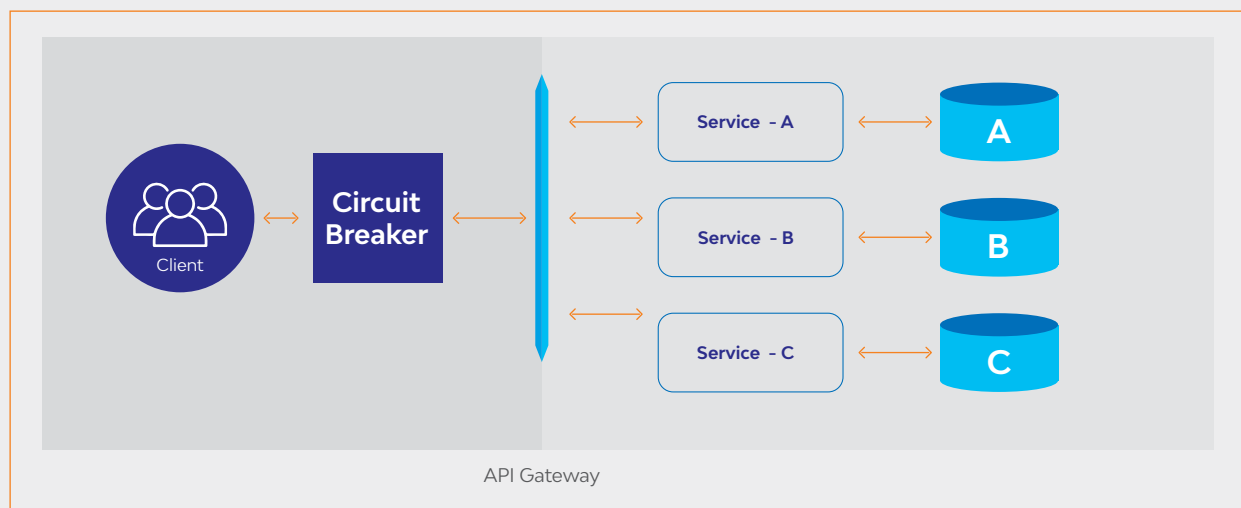 Client
Circuit
Breaker
Service - A
A
Service - B
B
Service - C
C
API Gateway